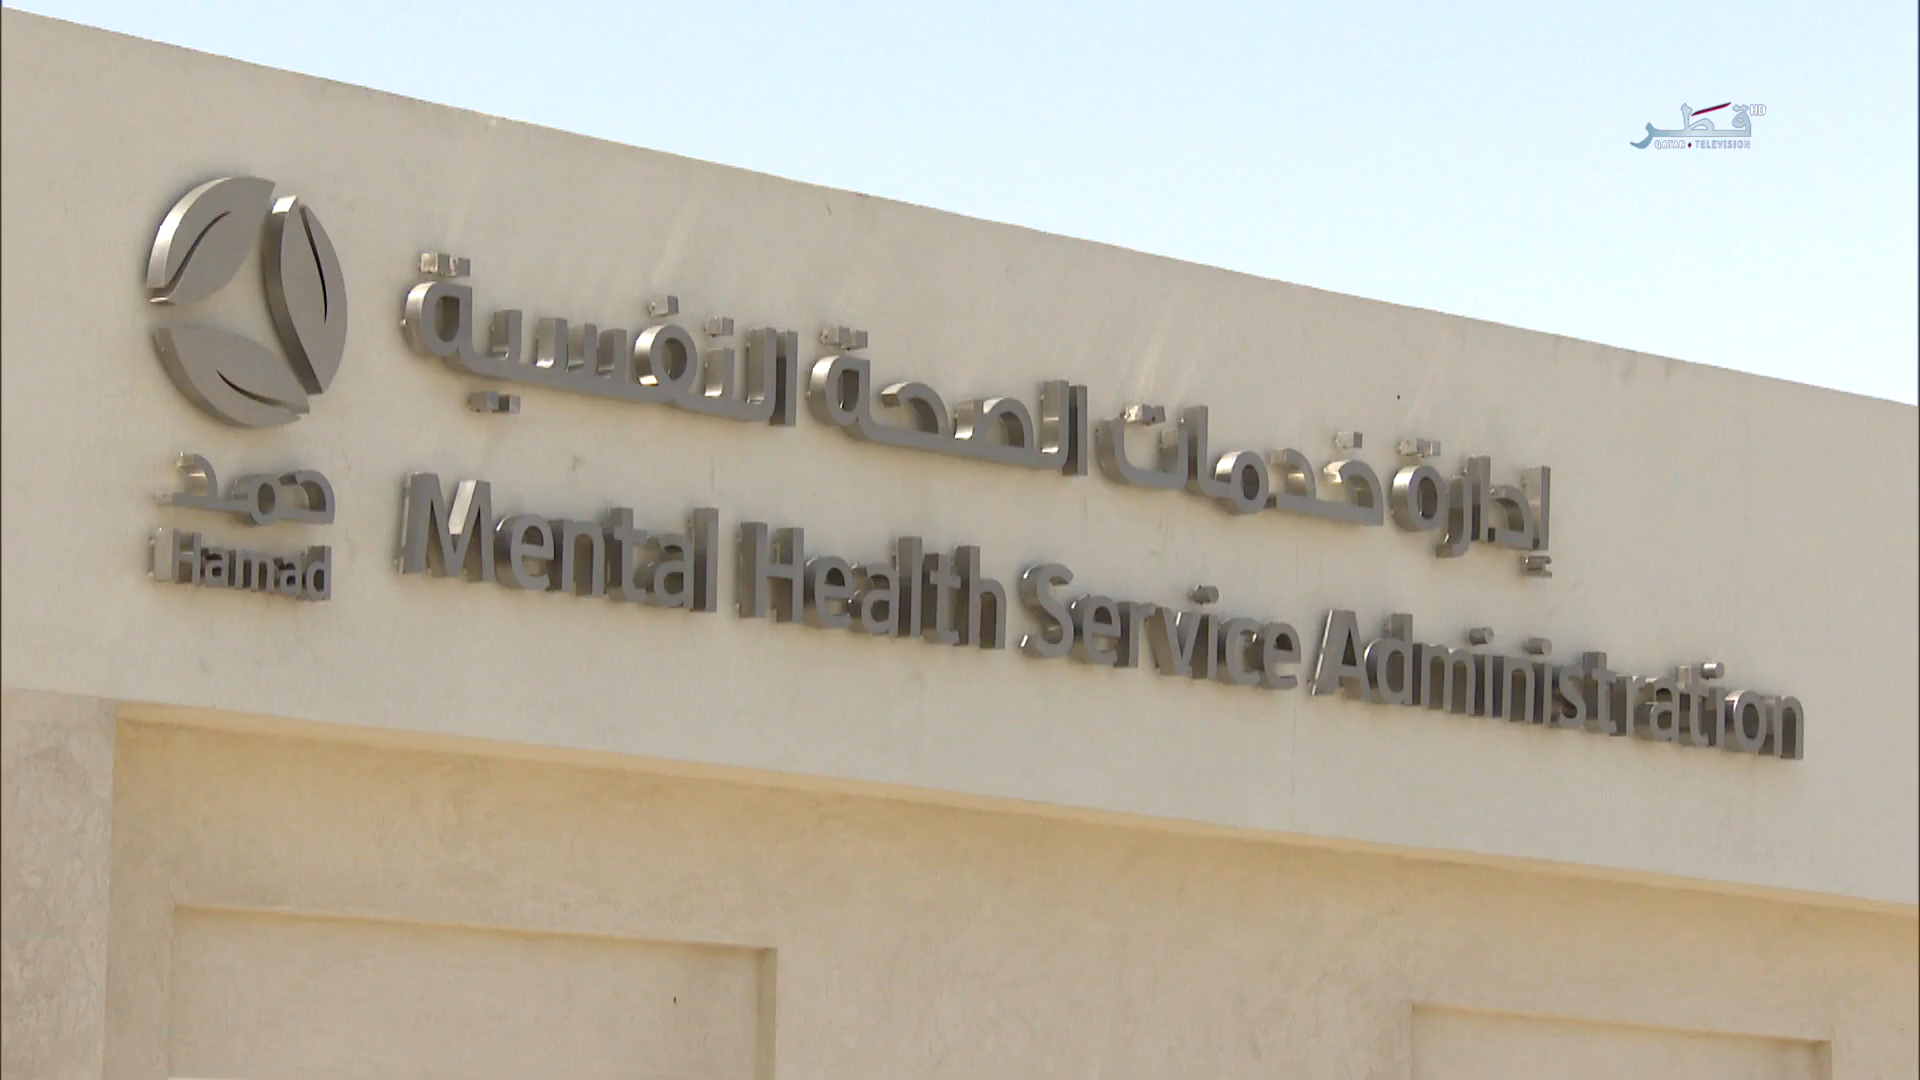 قطر HD
QATAR TELEVISION
إدارة خدمات الصحة النفسية
Mental Health Service Administration
حمد
Hamad